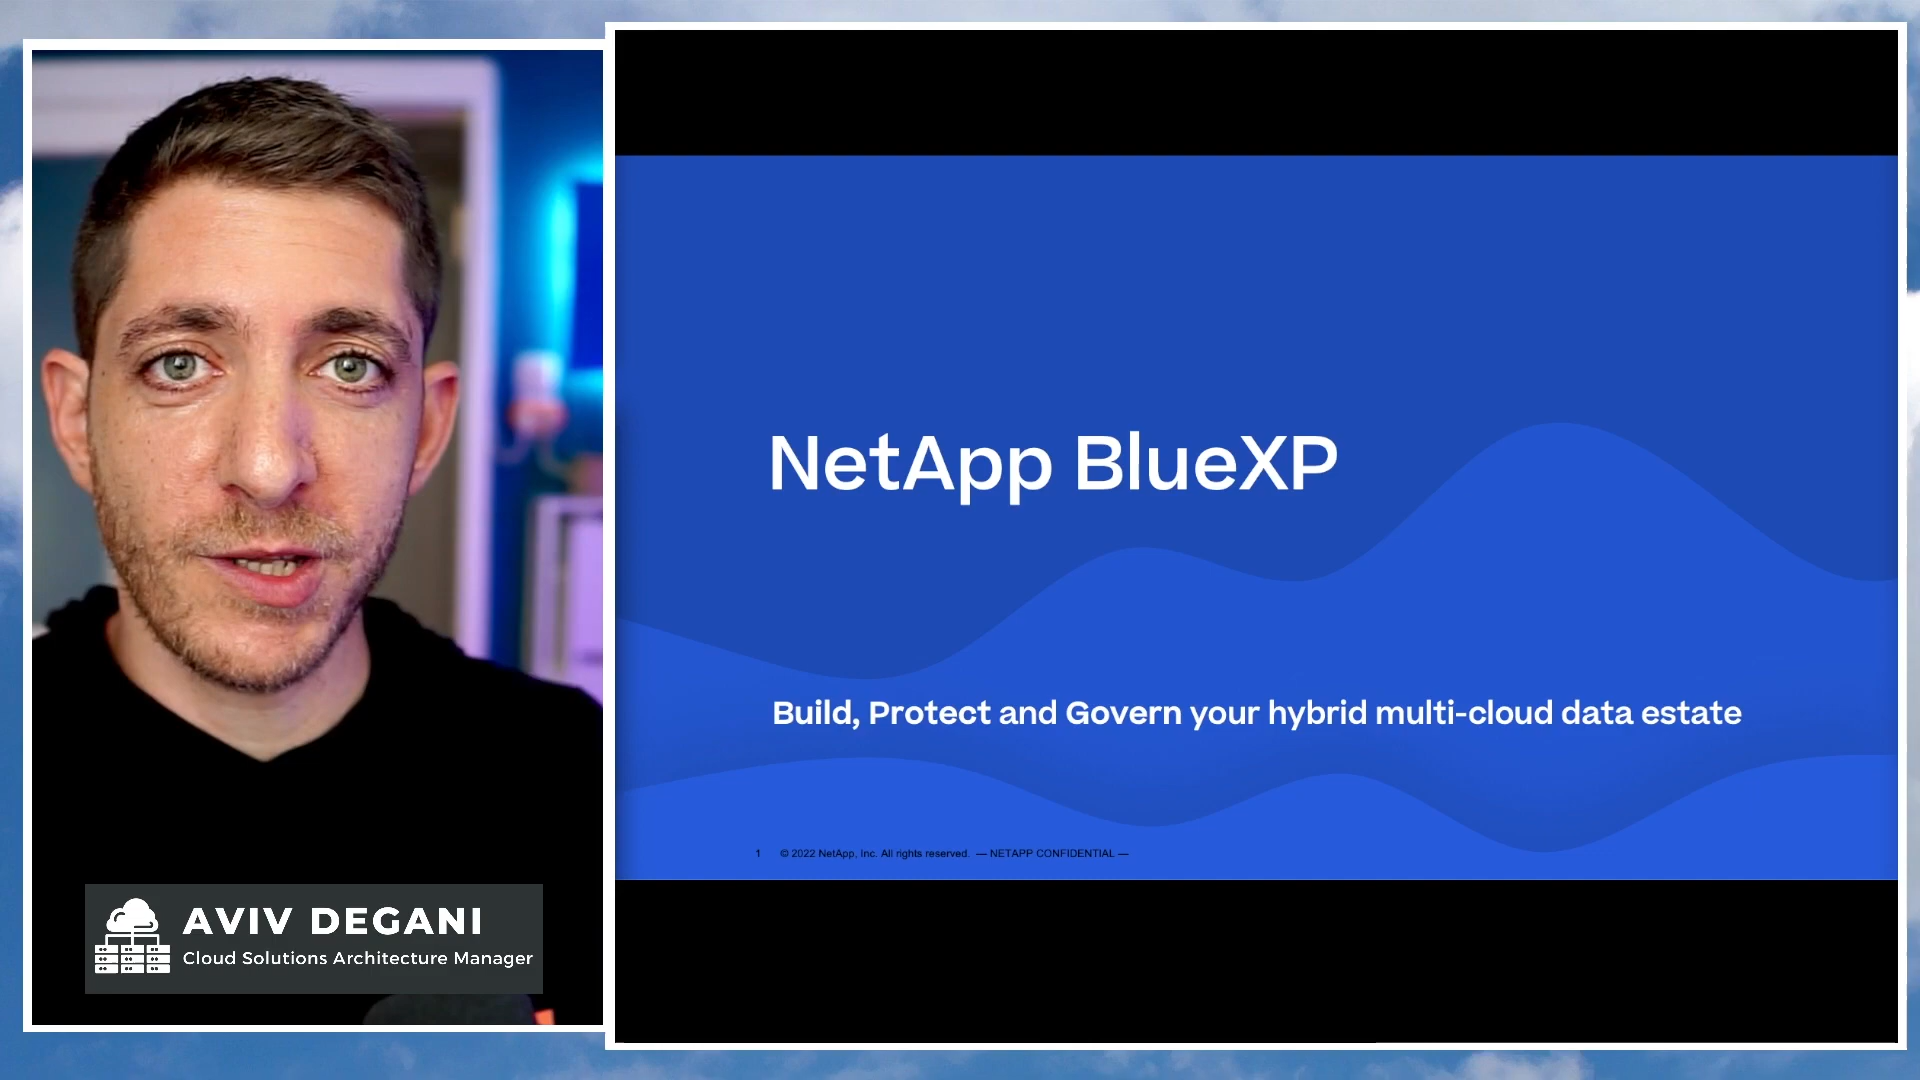 NetApp BlueXP
Build, Protect and Govern your hybrid multi-cloud data estate
1 © 2022 NetApp, Inc. All rights reserved. — NETAPP CONFIDENTIAL —
AVIV DEGANI
Cloud Solutions Architecture Manager